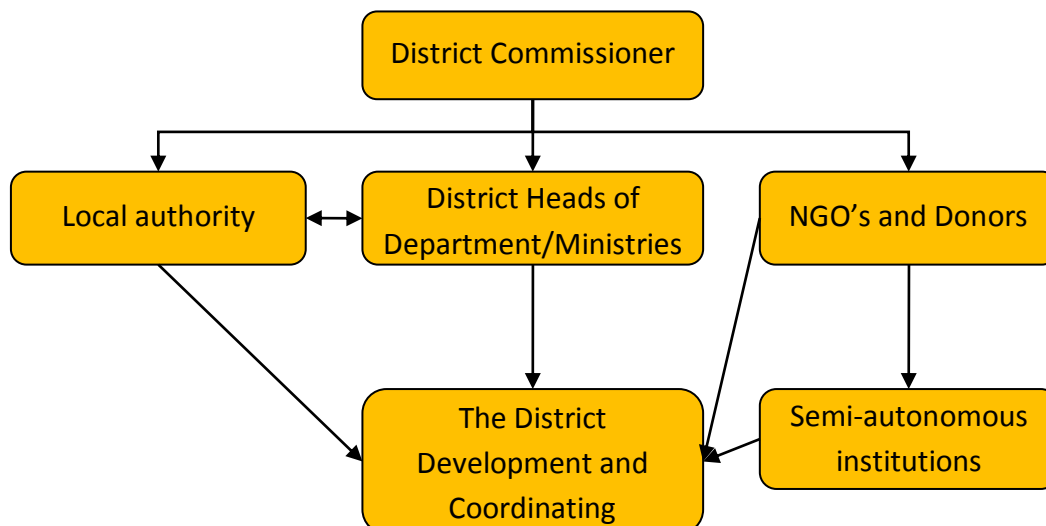 District Commissioner
Local authority
District Heads of
Department/Ministries
NGO’s and Donors
The District
Development and
Coordinating
Semi-autonomous
institutions